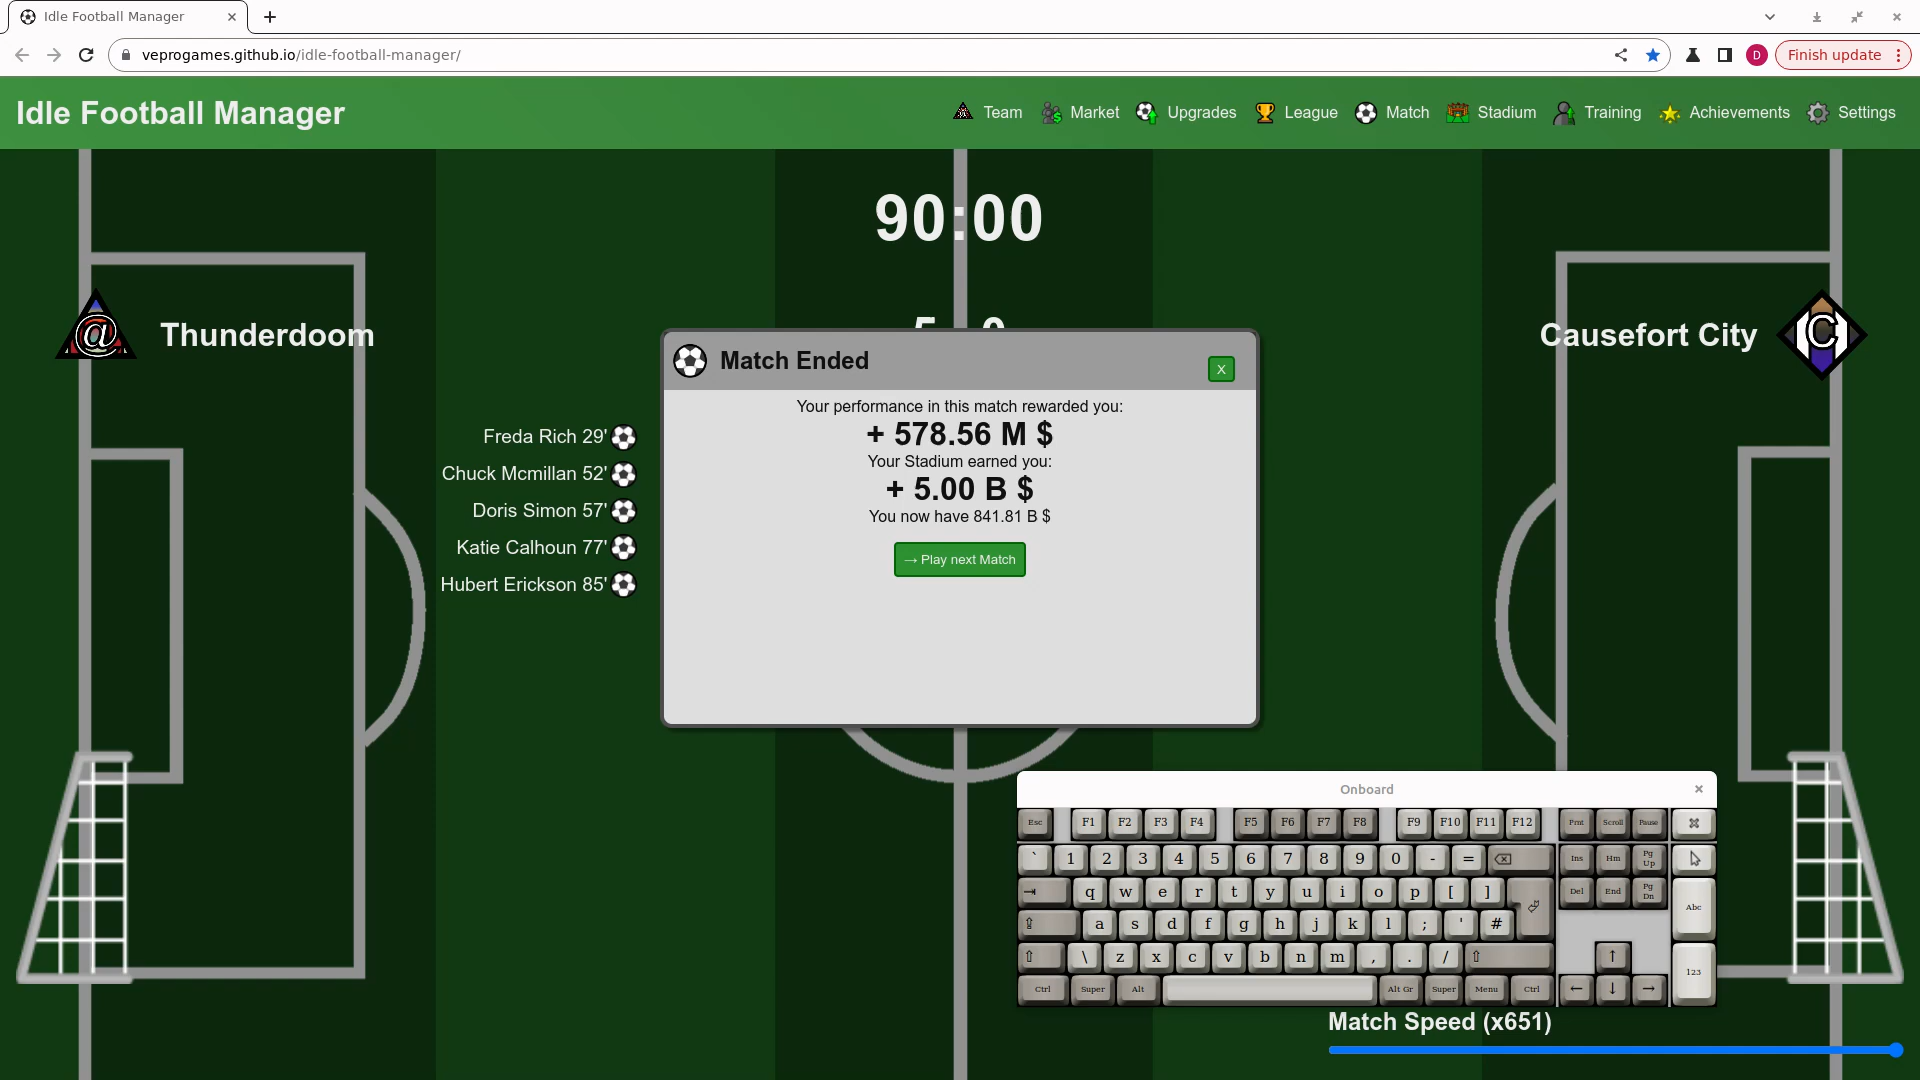 Idle Football Manager
veprogames.github.io/idle-football-manager/
D
Finish update
Idle Football Manager
Team
Market
Upgrades
League
Match
Stadium
Training
Achievements
Settings
90:00
@
Thunderdoom
Causefort City
C
Match Ended
X
Your performance in this match rewarded you:
+ 578.56 M $
Your Stadium earned you:
+ 5.00 B $
You now have 841.81 B $
→ Play next Match
Freda Rich 29'
Chuck Mcmillan 52'
Doris Simon 57'
Katie Calhoun 77'
Hubert Erickson 85'
Onboard
Esc F1 F2 F3 F4 F5 F6 F7 F8 F9 F10 F11 F12 Prnt Scroll Pause
` 1 2 3 4 5 6 7 8 9 0 - = Ins Hm Pg Up
q w e r t y u i o p [ ] Del End Pg Dn Abc
a s d f g h j k l ; ' #
\ z x c v b n m , . / ↑ 123
Ctrl Super Alt Alt Gr Super Menu Ctrl ← ↓ →
Match Speed (x651)